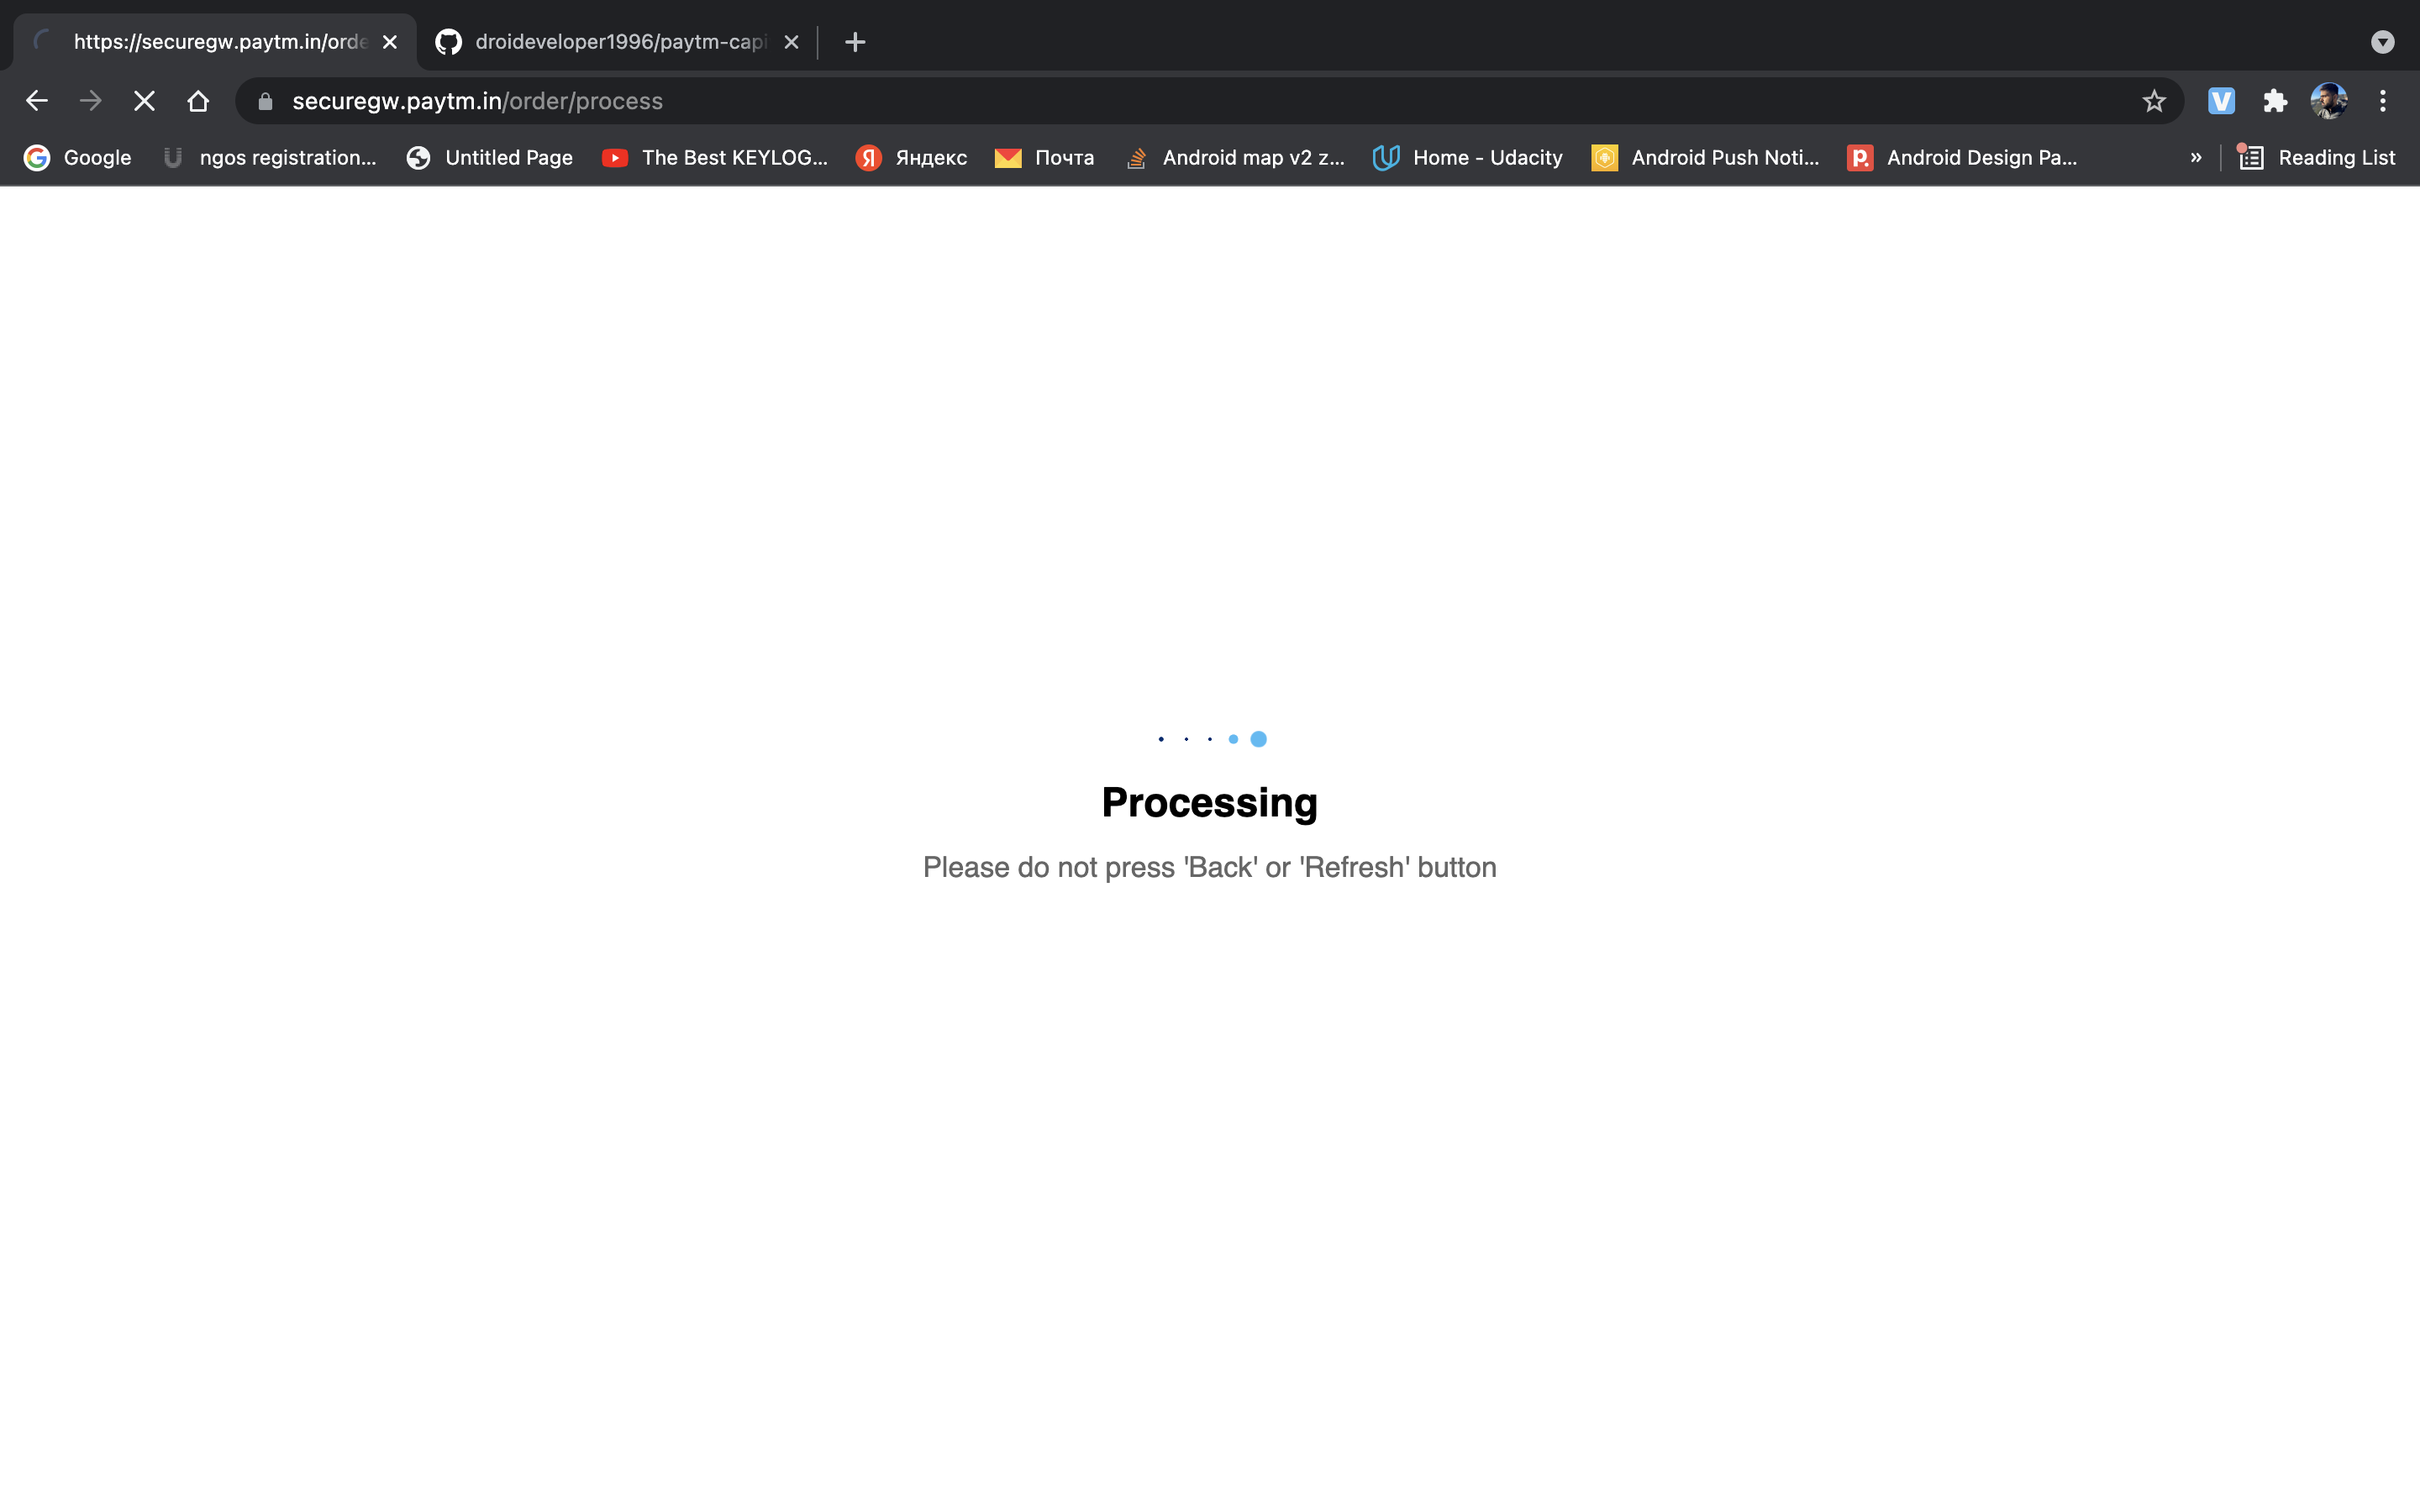 https://securegw.paytm.in/orde
droideveloper1996/paytm-capi
securegw.paytm.in/order/process
Google
ngos registration...
Untitled Page
The Best KEYLOG...
Яндекс
Почта
Android map v2 z...
Home - Udacity
Android Push Noti...
Android Design Pa...
»
Reading List
Processing
Please do not press 'Back' or 'Refresh' button